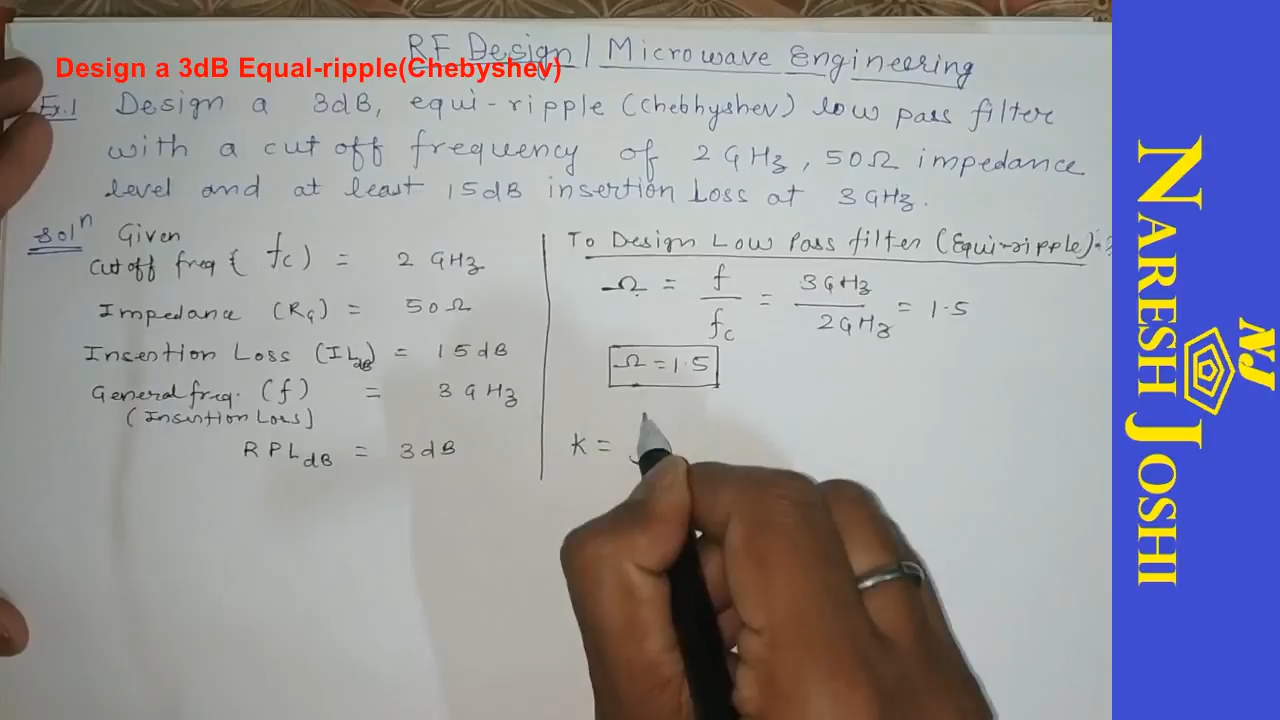 RF Design / Microwave Engineering
Design a 3dB Equal-ripple(Chebyshev)
Ex.1 Design a 3dB, equi-ripple (Chebhyshev) low pass filter
with a cut off frequency of 2 GHz, 50Ω impedance
level and at least 15dB insertion Loss at 3 GHz.
Solⁿ Given
Cut off freq { fc ) = 2 GHz
Impedance (RG) = 50Ω
Insertion Loss (ILdB) = 15dB
General freq. (f) = 3 GHz
(Insertion Loss)
RPLdB = 3dB
To Design Low Pass filter (Equi-ripple):-
Ω = f/fc = 3GHz/2GHz = 1.5
Ω = 1.5
K =
NARESH JOSHI
NJ